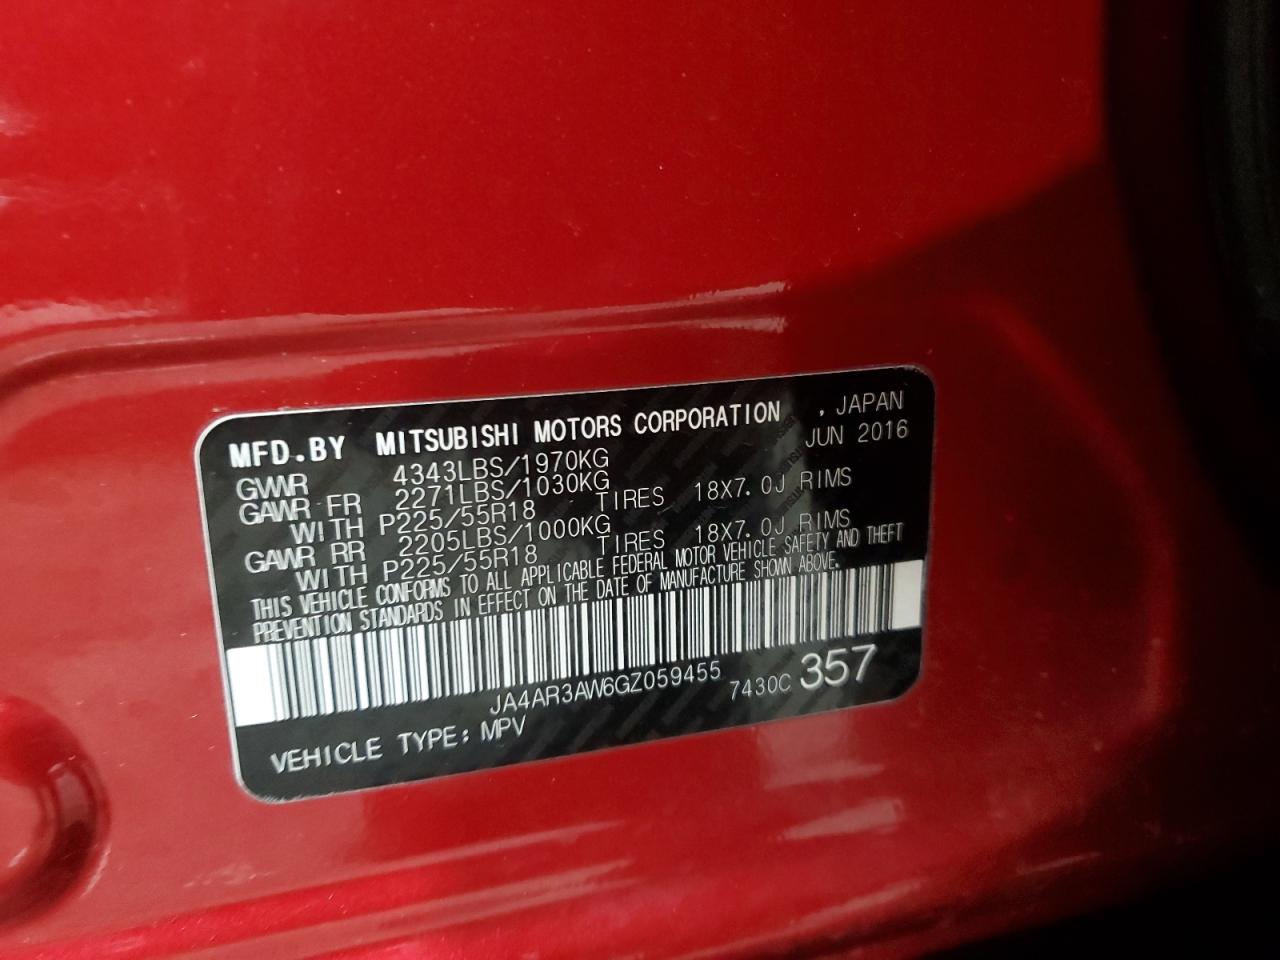 MFD.BY MITSUBISHI MOTORS CORPORATION , JAPAN
JUN 2016
GVWR 4343LBS/1970KG
GAWR FR 2271LBS/1030KG
WITH P225/55R18 TIRES 18X7.0J RIMS
GAWR RR 2205LBS/1000KG
WITH P225/55R18 TIRES 18X7.0J RIMS
THIS VEHICLE CONFORMS TO ALL APPLICABLE FEDERAL MOTOR VEHICLE SAFETY AND THEFT
PREVENTION STANDARDS IN EFFECT ON THE DATE OF MANUFACTURE SHOWN ABOVE.
JA4AR3AW6GZ059455 7430C 357
VEHICLE TYPE: MPV